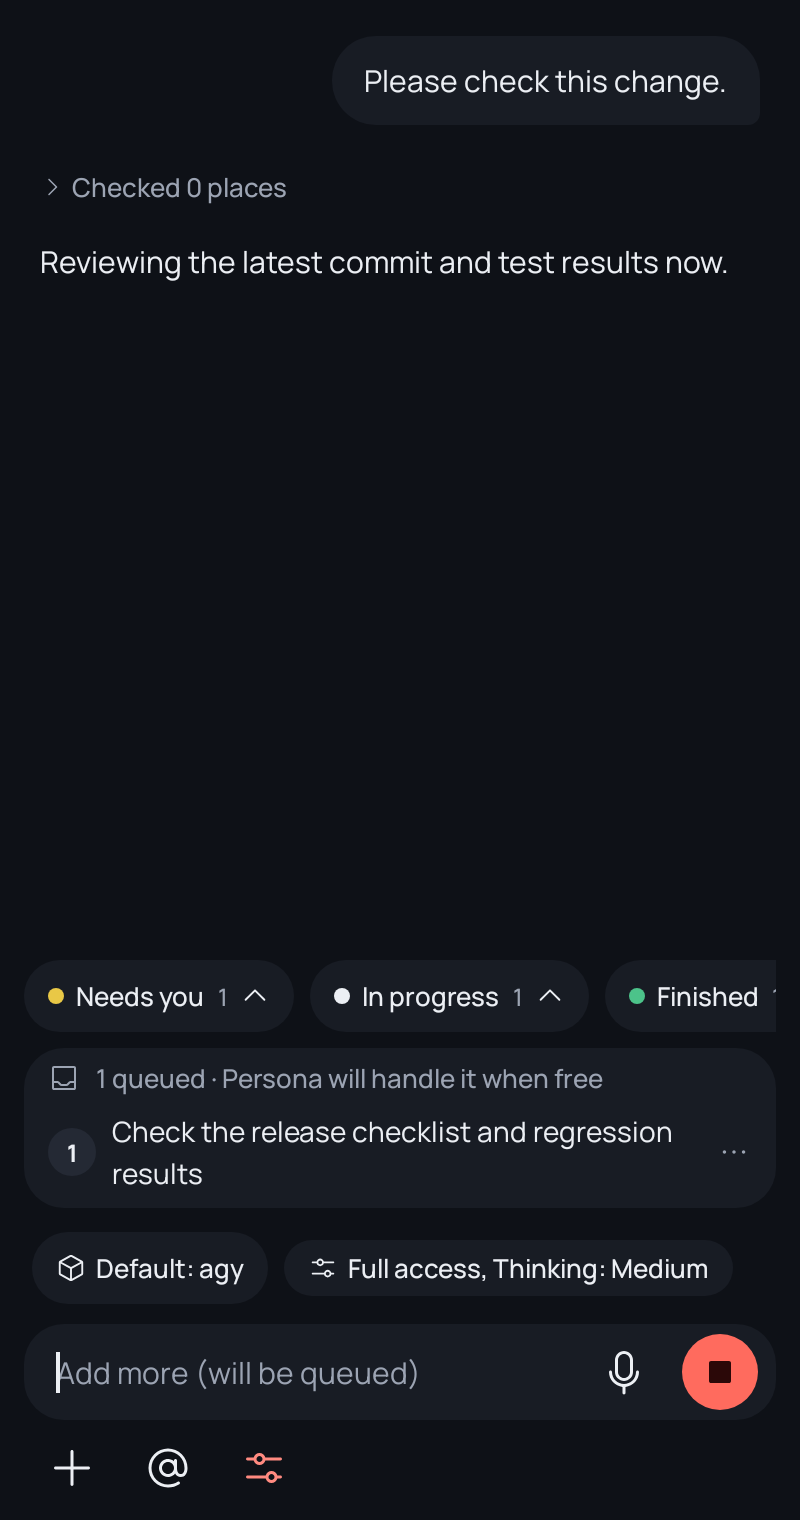 Please check this change.
Checked 0 places
Reviewing the latest commit and test results now.
Needs you 1
In progress 1
Finished
1 queued · Persona will handle it when free
1
Check the release checklist and regression
results
...
Default: agy
Full access, Thinking: Medium
Add more (will be queued)
@